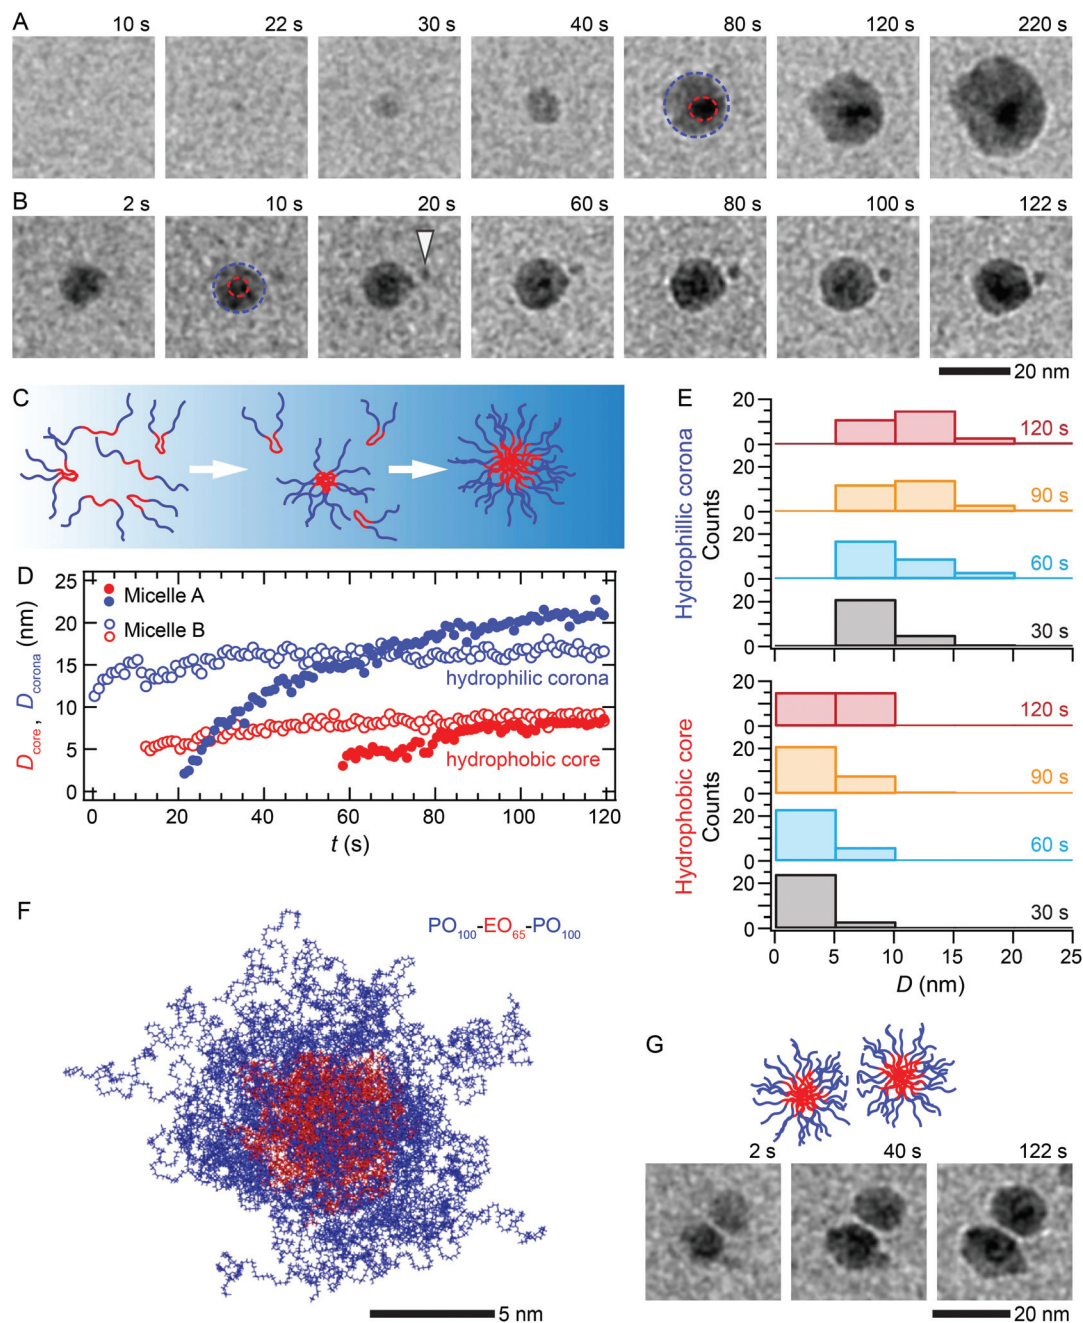 A
10 s 22 s 30 s 40 s 80 s 120 s 220 s
B
2 s 10 s 20 s 60 s 80 s 100 s 122 s
20 nm
C
D
25
20
15
10
5
0
D_core, D_corona (nm)
Micelle A
Micelle B
hydrophilic corona
hydrophobic core
0 20 40 60 80 100 120
t (s)
E
Hydrophillic corona
Counts
20
0
120 s
20
0
90 s
20
0
60 s
20
0
30 s
Hydrophobic core
Counts
20
0
120 s
20
0
90 s
20
0
60 s
20
0
30 s
0 5 10 15 20 25
D (nm)
F
PO100-EO65-PO100
5 nm
G
2 s 40 s 122 s
20 nm